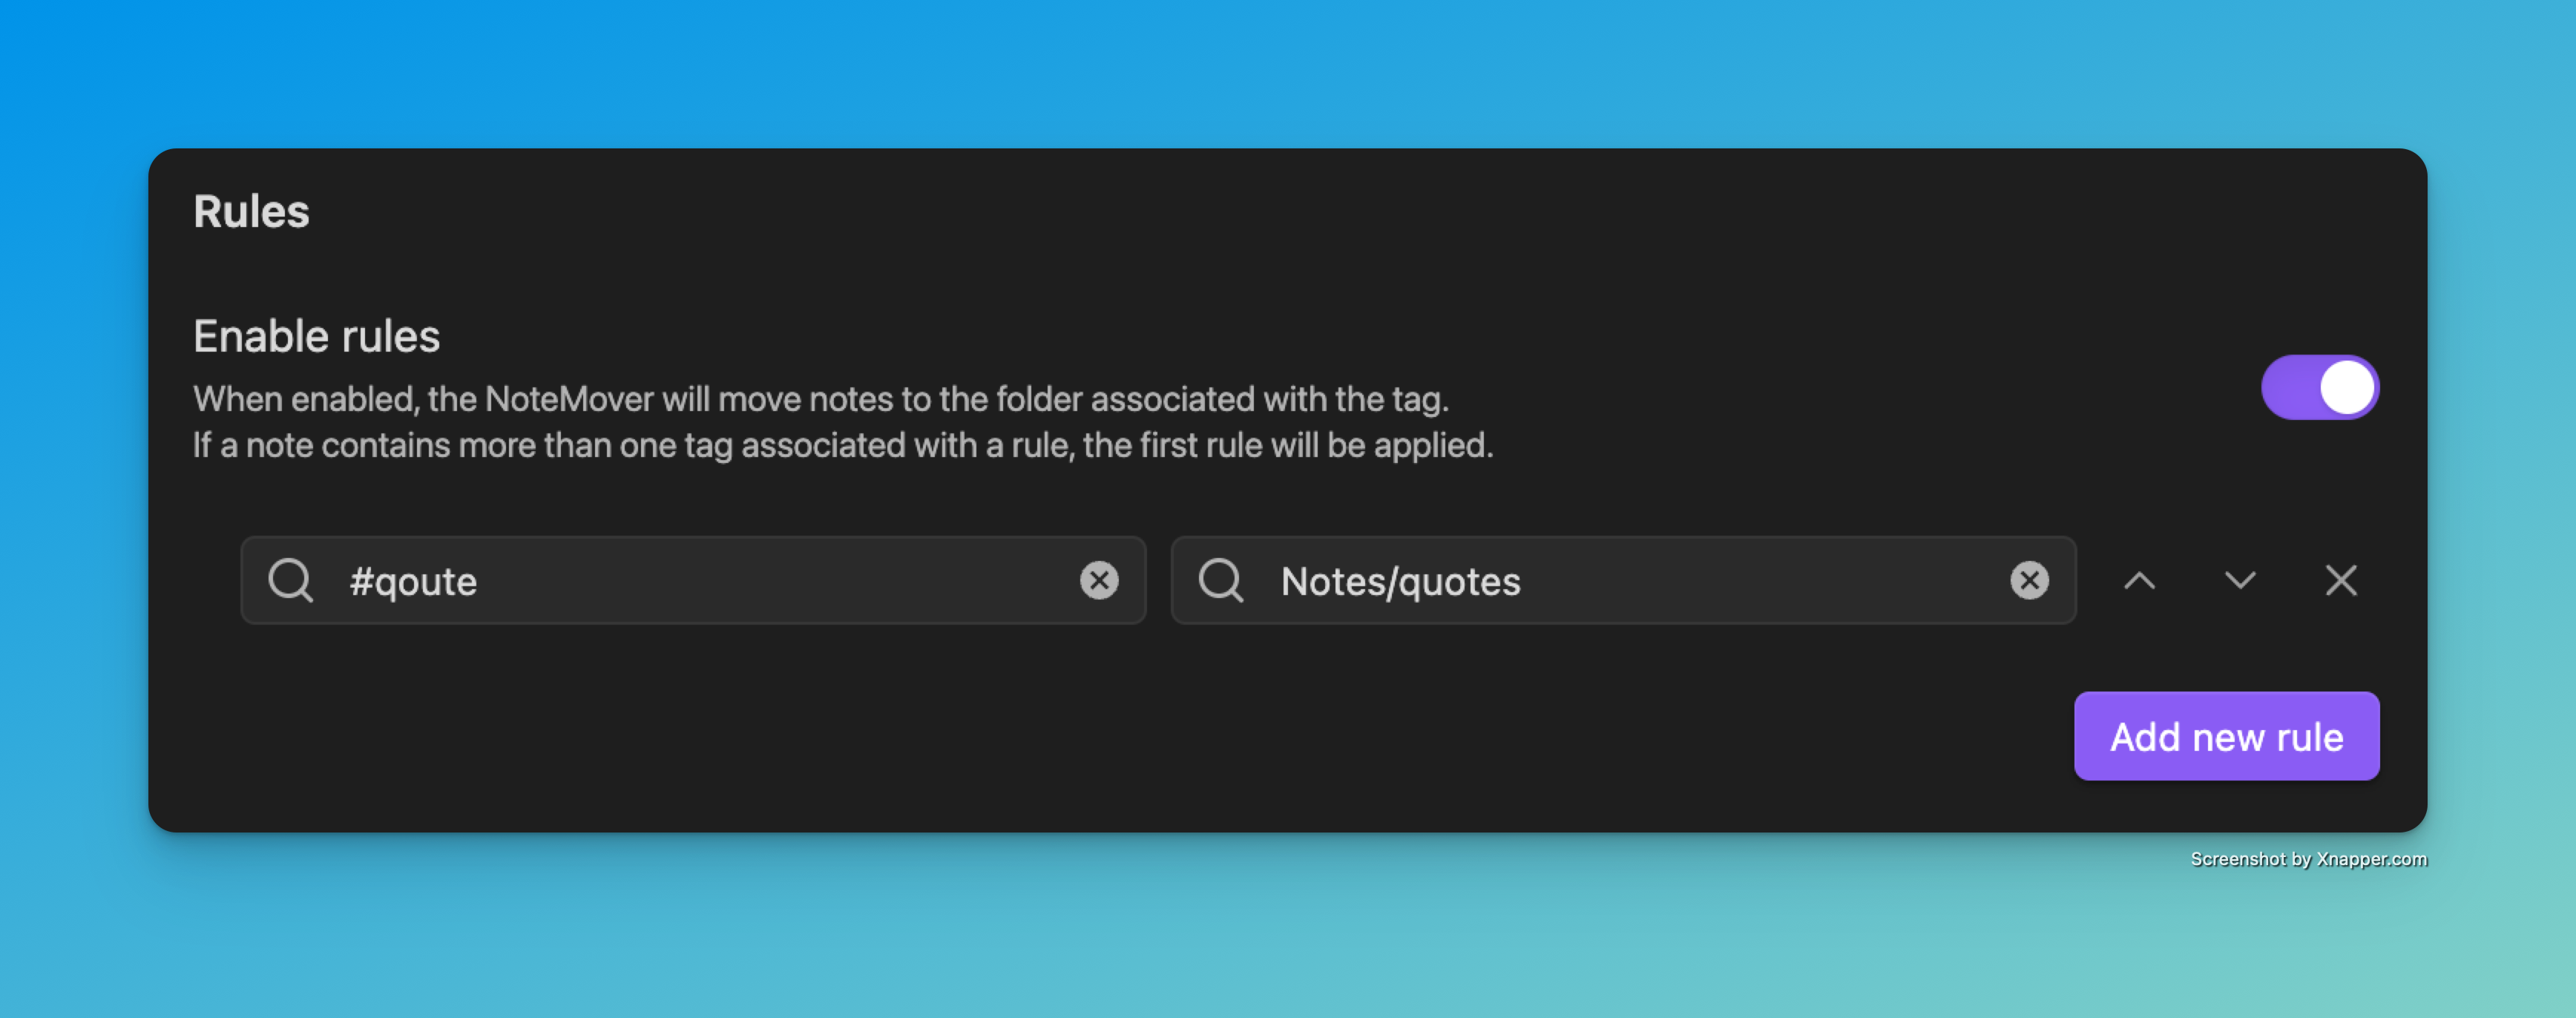 Rules
Enable rules
When enabled, the NoteMover will move notes to the folder associated with the tag.
If a note contains more than one tag associated with a rule, the first rule will be applied.
#qoute
Notes/quotes
Add new rule
Screenshot by Xnapper.com